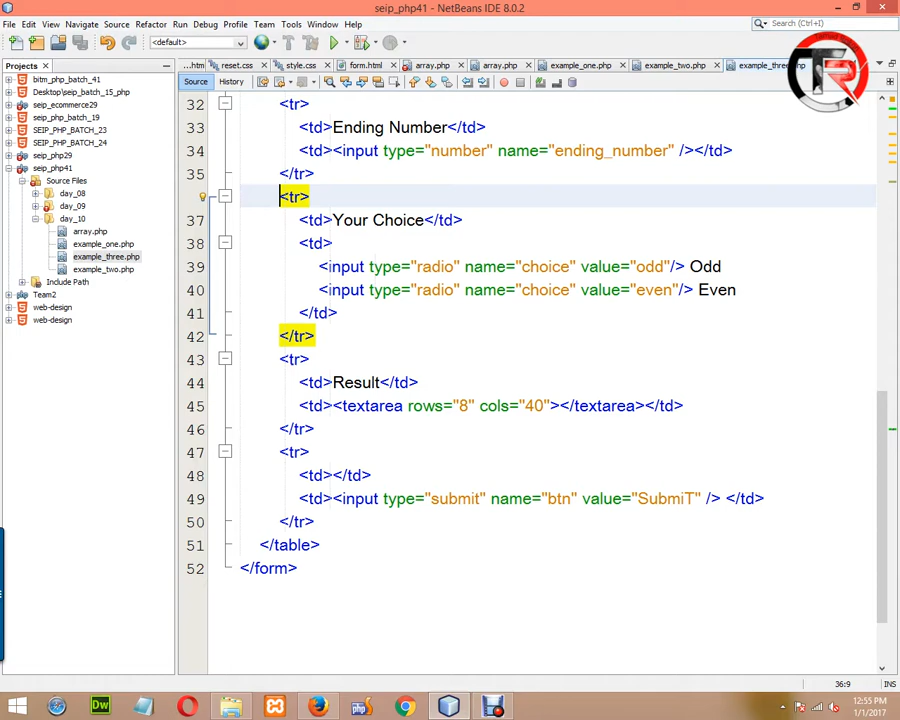 seip_php41 - NetBeans IDE 8.0.2
File Edit View Navigate Source Refactor Run Debug Profile Team Tools Window Help
<default>
Search (Ctrl+I)
Projects
...htm reset.css style.css form.html array.php array.php example_one.php example_two.php example_three.php
Source History
bitm_php_batch_41
Desktop\seip_batch_15_php
seip_ecommerce29
seip_php_batch_19
SEIP_PHP_BATCH_23
SEIP_PHP_BATCH_24
seip_php29
seip_php41
Source Files
day_08
day_09
day_10
array.php
example_one.php
example_three.php
example_two.php
Include Path
Team2
web-design
web-design
32 <tr>
33 <td>Ending Number</td>
34 <td><input type="number" name="ending_number" /></td>
35 </tr>
<tr>
37 <td>Your Choice</td>
38 <td>
39 <input type="radio" name="choice" value="odd"/> Odd
40 <input type="radio" name="choice" value="even"/> Even
41 </td>
42 </tr>
43 <tr>
44 <td>Result</td>
45 <td><textarea rows="8" cols="40"></textarea></td>
46 </tr>
47 <tr>
48 <td></td>
49 <td><input type="submit" name="btn" value="SubmiT" /> </td>
50 </tr>
51 </table>
52 </form>
36:9 INS
Dw
php
12:55 PM
1/1/2017
TR